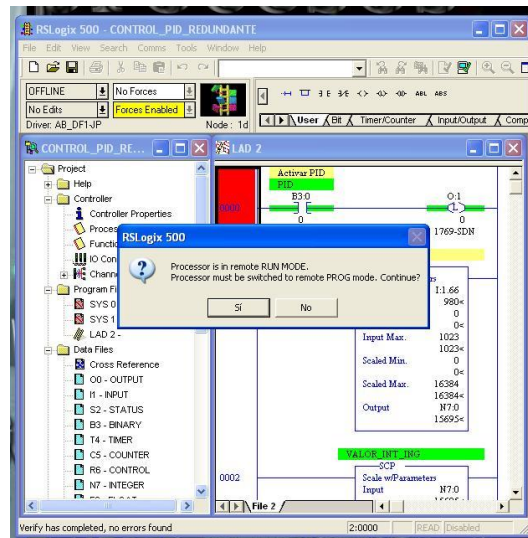 RSLogix 500 - CONTROL_PID_REDUNDANTE
File Edit View Search Comms Tools Window Help
OFFLINE No Forces
No Edits Forces Enabled
Driver: AB_DF1-JP Node: 1d
ABL ABS
User Bit Timer/Counter Input/Output Comp
CONTROL_PID_RE...
LAD 2
Project
Help
Controller
Controller Properties
Proces
Functio
IO Con
Chann
Program Fi
SYS 0
SYS 1
LAD 2 -
Data Files
Cross Reference
O0 - OUTPUT
I1 - INPUT
S2 - STATUS
B3 - BINARY
T4 - TIMER
C5 - COUNTER
R6 - CONTROL
N7 - INTEGER
Activar PID
PID
B3:0 O:1
0000
L
0 0
1769-SDN
RSLogix 500
Processor is in remote RUN MODE.
Processor must be switched to remote PROG mode. Continue?
Sí No
rs
I:1.66
980<
0
0<
Input Max. 1023
1023<
Scaled Min. 0
0<
Scaled Max. 16384
16384<
Output N7:0
15695<
VALOR_INT_ING
SCP
0002 Scale w/Parameters
Input N7:0
File 2
Verify has completed, no errors found
2:0000 READ Disabled